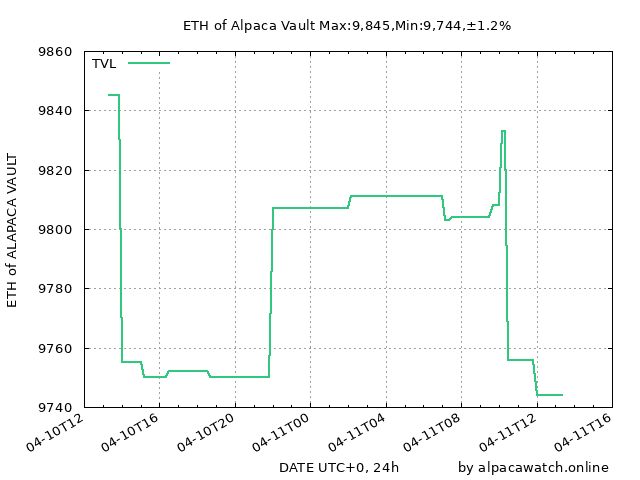 ETH of Alpaca Vault Max:9,845,Min:9,744,±1.2%
TVL
9860
9840
9820
9800
9780
9760
9740
ETH of ALAPACA VAULT
04-10T12
04-10T16
04-10T20
04-11T00
04-11T04
04-11T08
04-11T12
04-11T16
DATE UTC+0, 24h
by alpacawatch.online